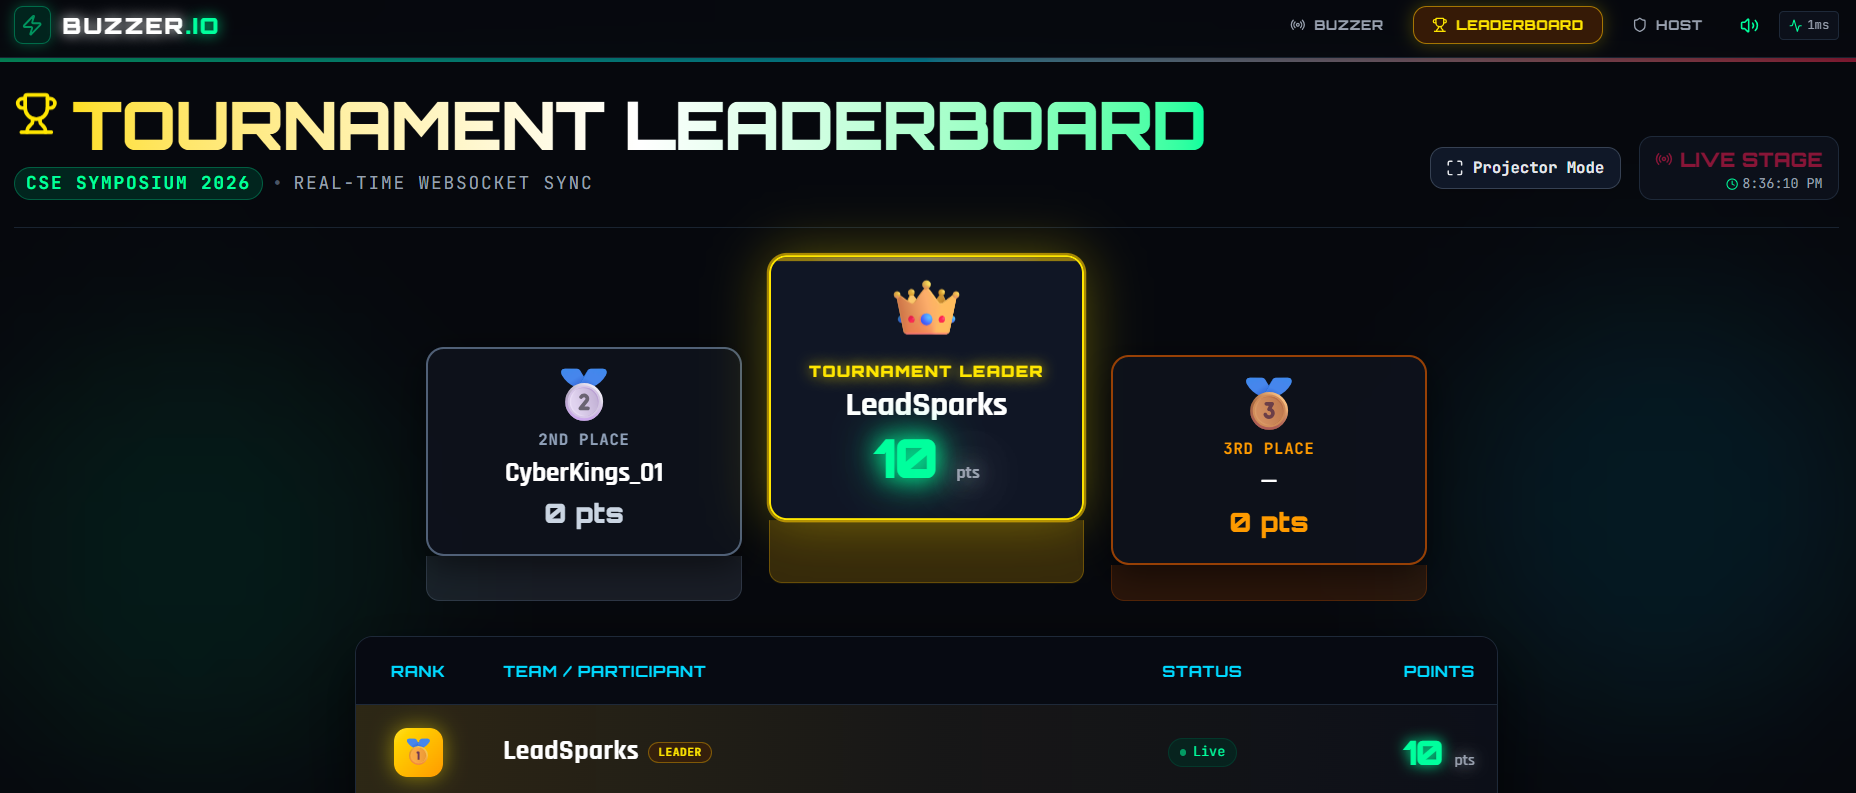 BUZZER.IO
BUZZER
LEADERBOARD
HOST
1ms
TOURNAMENT LEADERBOARD
CSE SYMPOSIUM 2026 • REAL-TIME WEBSOCKET SYNC
Projector Mode
LIVE STAGE
8:36:10 PM
2
2ND PLACE
CyberKings_01
0 pts
TOURNAMENT LEADER
LeadSparks
10 pts
3
3RD PLACE
—
0 pts
RANK TEAM / PARTICIPANT STATUS POINTS
1 LeadSparks LEADER Live 10 pts